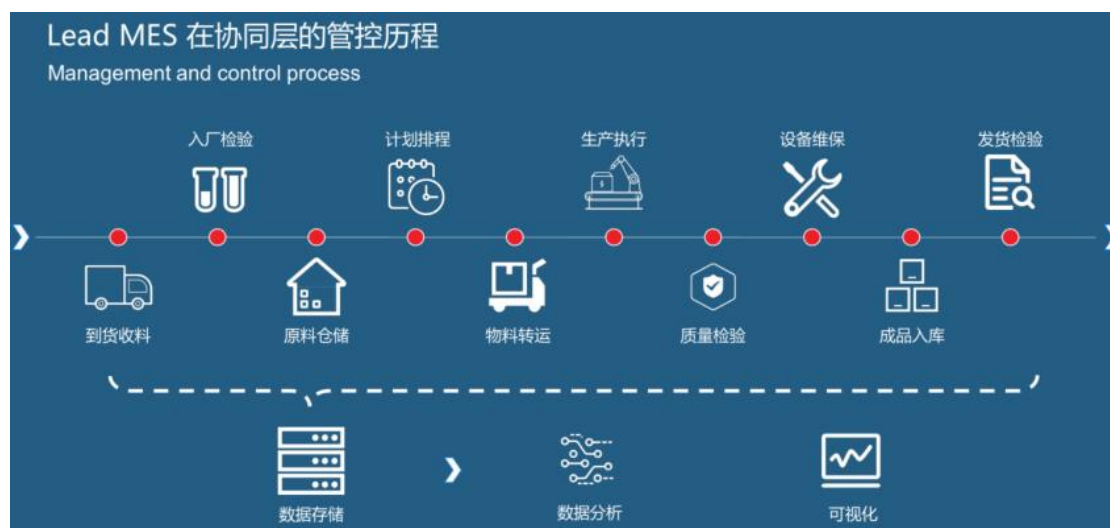 Lead MES 在协同层的管控历程
Management and control process
入厂检验
计划排程
生产执行
设备维保
发货检验
到货收料
原料仓储
物料转运
质量检验
成品入库
数据存储
数据分析
可视化